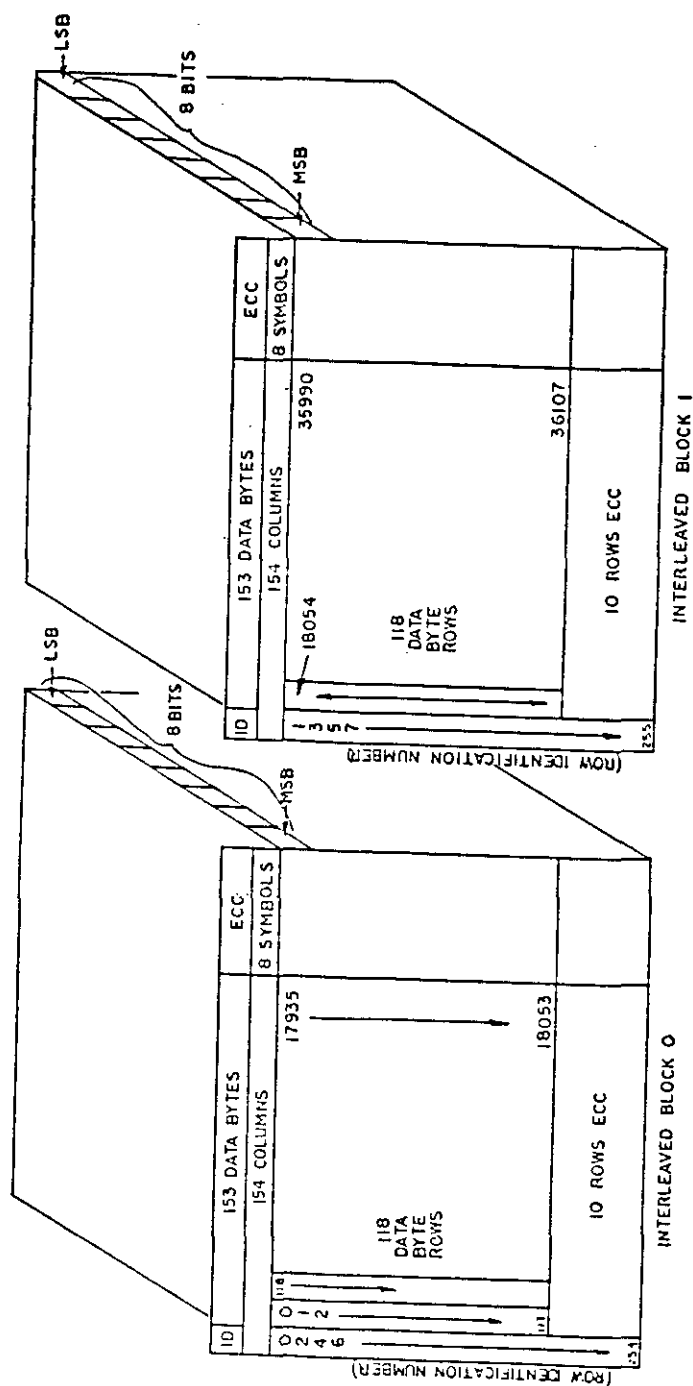 ID
153 DATA BYTES
ECC
154 COLUMNS
8 SYMBOLS
0
2
4
6
254
0
1
2
117
118
118
DATA
BYTE
ROWS
17935
18053
10 ROWS ECC
(ROW IDENTIFICATION NUMBER)
MSB
8 BITS
LSB
INTERLEAVED BLOCK 0
ID
153 DATA BYTES
ECC
154 COLUMNS
8 SYMBOLS
1
3
5
7
255
18054
118
DATA
BYTE
ROWS
35990
36107
10 ROWS ECC
(ROW IDENTIFICATION NUMBER)
MSB
8 BITS
LSB
INTERLEAVED BLOCK 1